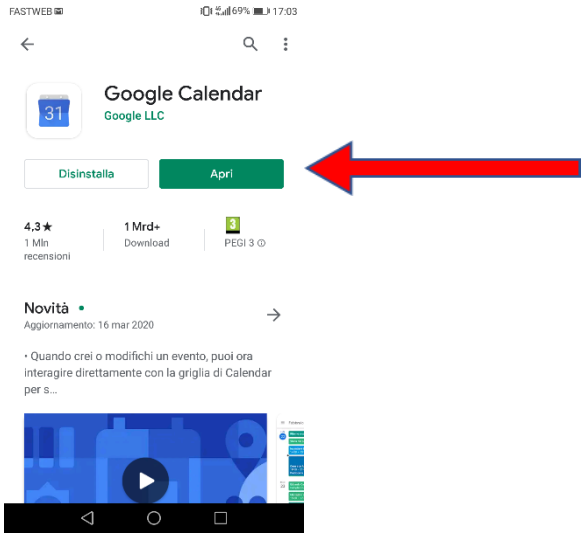 FASTWEB 4G 69% 17:03
Google Calendar
31
Google LLC
Disinstalla Apri
4,3★ 1 Mrd+ 3
1 Mln Download PEGI 3
recensioni
Novità •
Aggiornamento: 16 mar 2020
• Quando crei o modifichi un evento, puoi ora
interagire direttamente con la griglia di Calendar
per s...